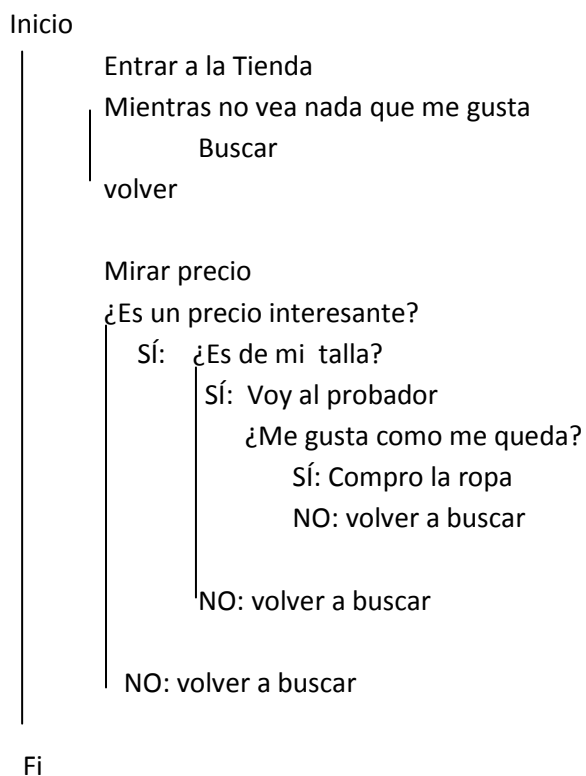 Inicio
Entrar a la Tienda
Mientras no vea nada que me gusta
Buscar
volver
Mirar precio
¿Es un precio interesante?
SÍ: ¿Es de mi talla?
SÍ: Voy al probador
¿Me gusta como me queda?
SÍ: Compro la ropa
NO: volver a buscar
NO: volver a buscar
NO: volver a buscar
Fi